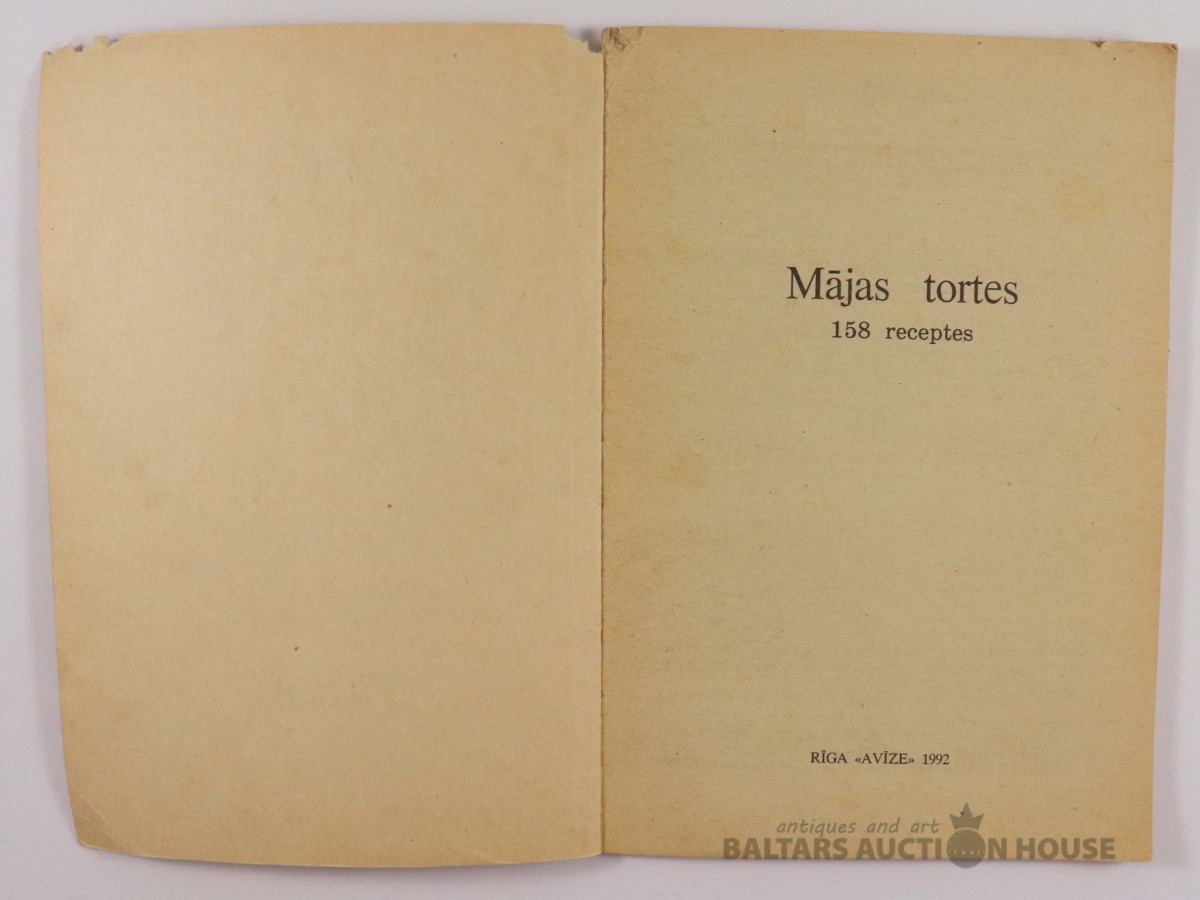 Mājas tortes
158 receptes
RĪGA «AVĪZE» 1992
antiques and art
BALTARS AUCTION HOUSE